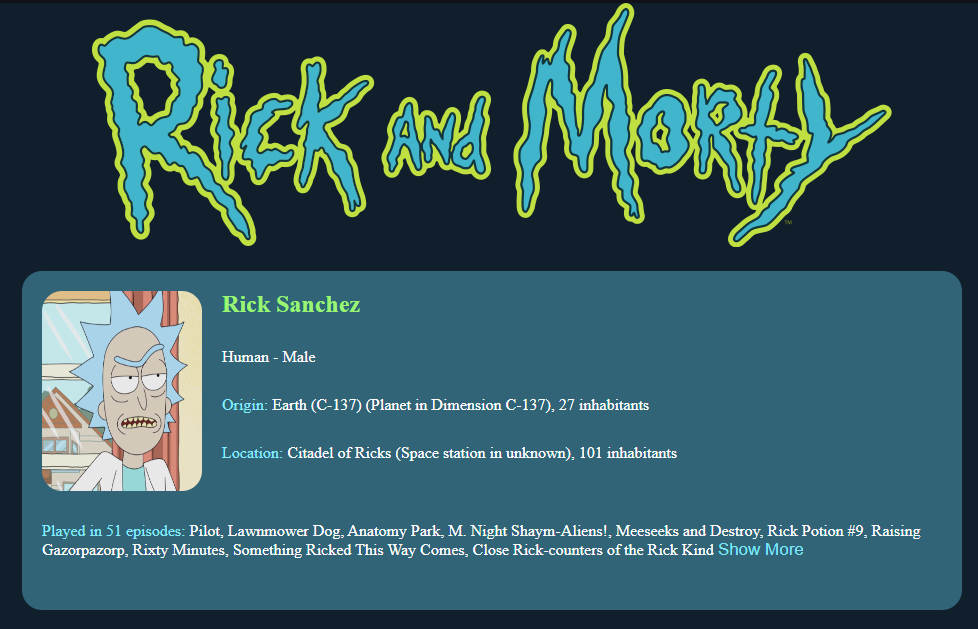 Rick and Morty
TM
Rick Sanchez
Human - Male
Origin: Earth (C-137) (Planet in Dimension C-137), 27 inhabitants
Location: Citadel of Ricks (Space station in unknown), 101 inhabitants
Played in 51 episodes: Pilot, Lawnmower Dog, Anatomy Park, M. Night Shaym-Aliens!, Meeseeks and Destroy, Rick Potion #9, Raising
Gazorpazorp, Rixty Minutes, Something Ricked This Way Comes, Close Rick-counters of the Rick Kind Show More